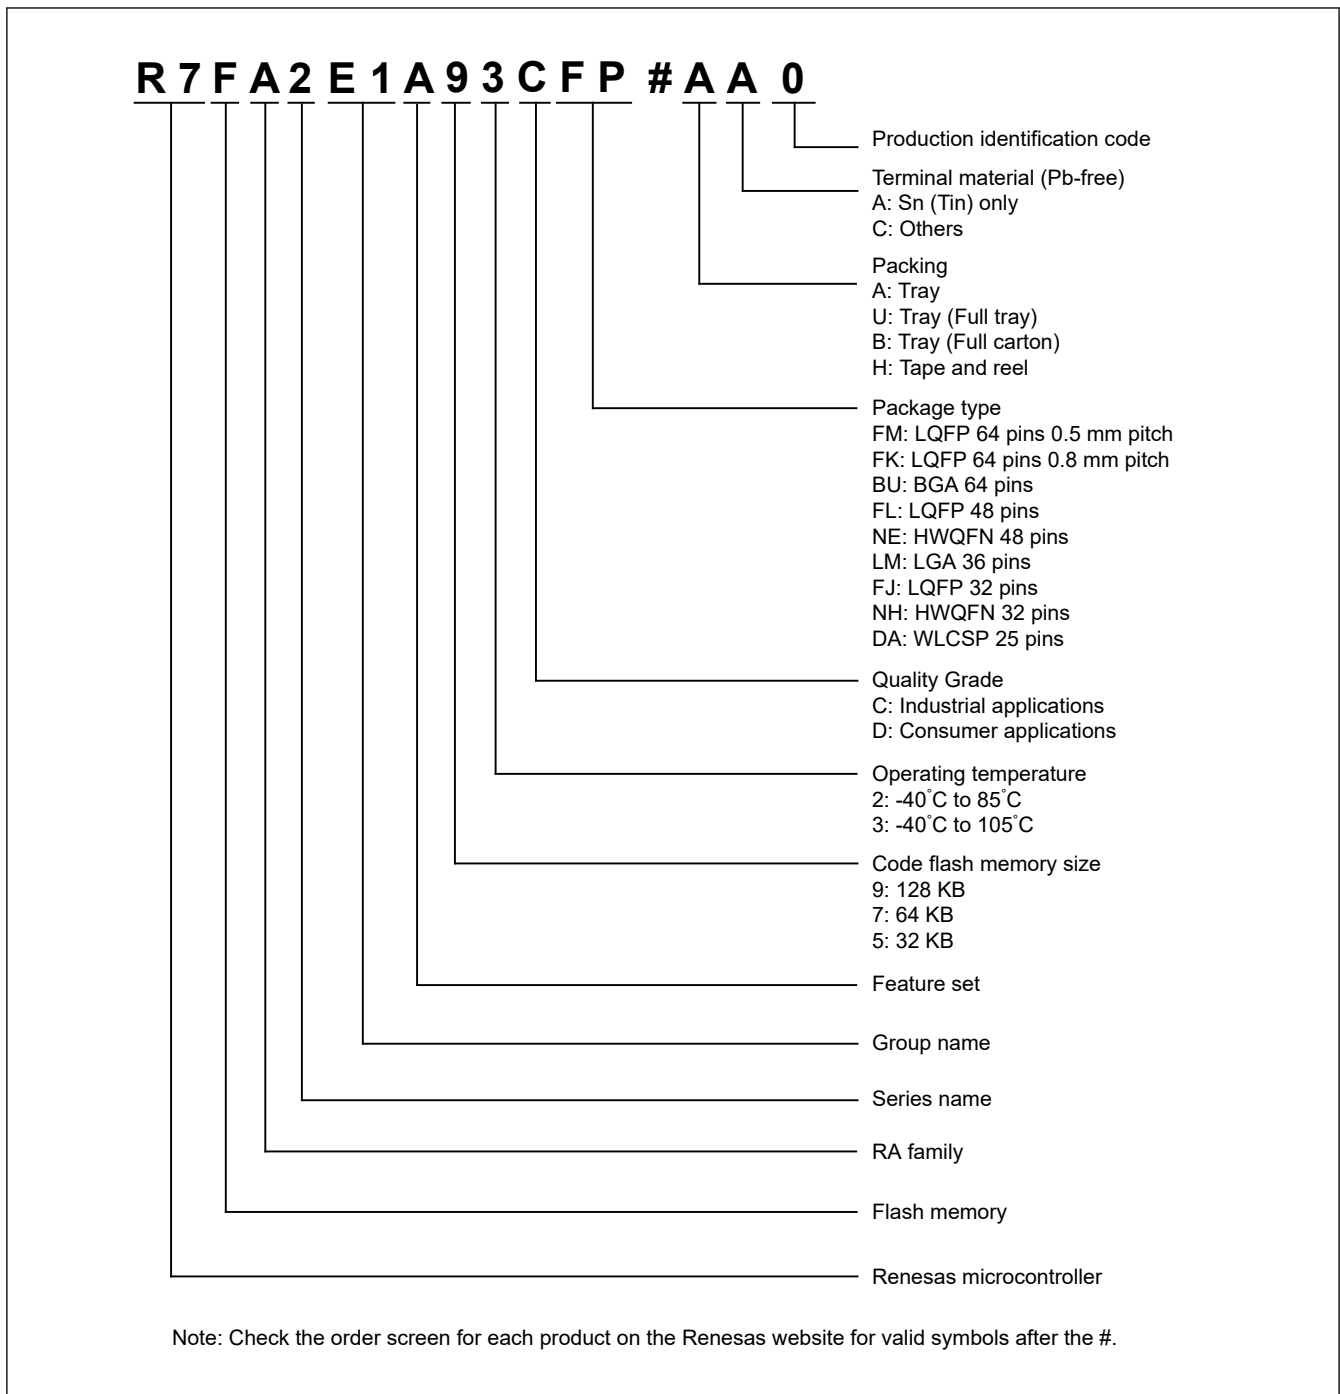 R7FA2E1A93CFP#AA0
Production identification code
Terminal material (Pb-free)
A: Sn (Tin) only
C: Others
Packing
A: Tray
U: Tray (Full tray)
B: Tray (Full carton)
H: Tape and reel
Package type
FM: LQFP 64 pins 0.5 mm pitch
FK: LQFP 64 pins 0.8 mm pitch
BU: BGA 64 pins
FL: LQFP 48 pins
NE: HWQFN 48 pins
LM: LGA 36 pins
FJ: LQFP 32 pins
NH: HWQFN 32 pins
DA: WLCSP 25 pins
Quality Grade
C: Industrial applications
D: Consumer applications
Operating temperature
2: -40°C to 85°C
3: -40°C to 105°C
Code flash memory size
9: 128 KB
7: 64 KB
5: 32 KB
Feature set
Group name
Series name
RA family
Flash memory
Renesas microcontroller
Note: Check the order screen for each product on the Renesas website for valid symbols after the #.